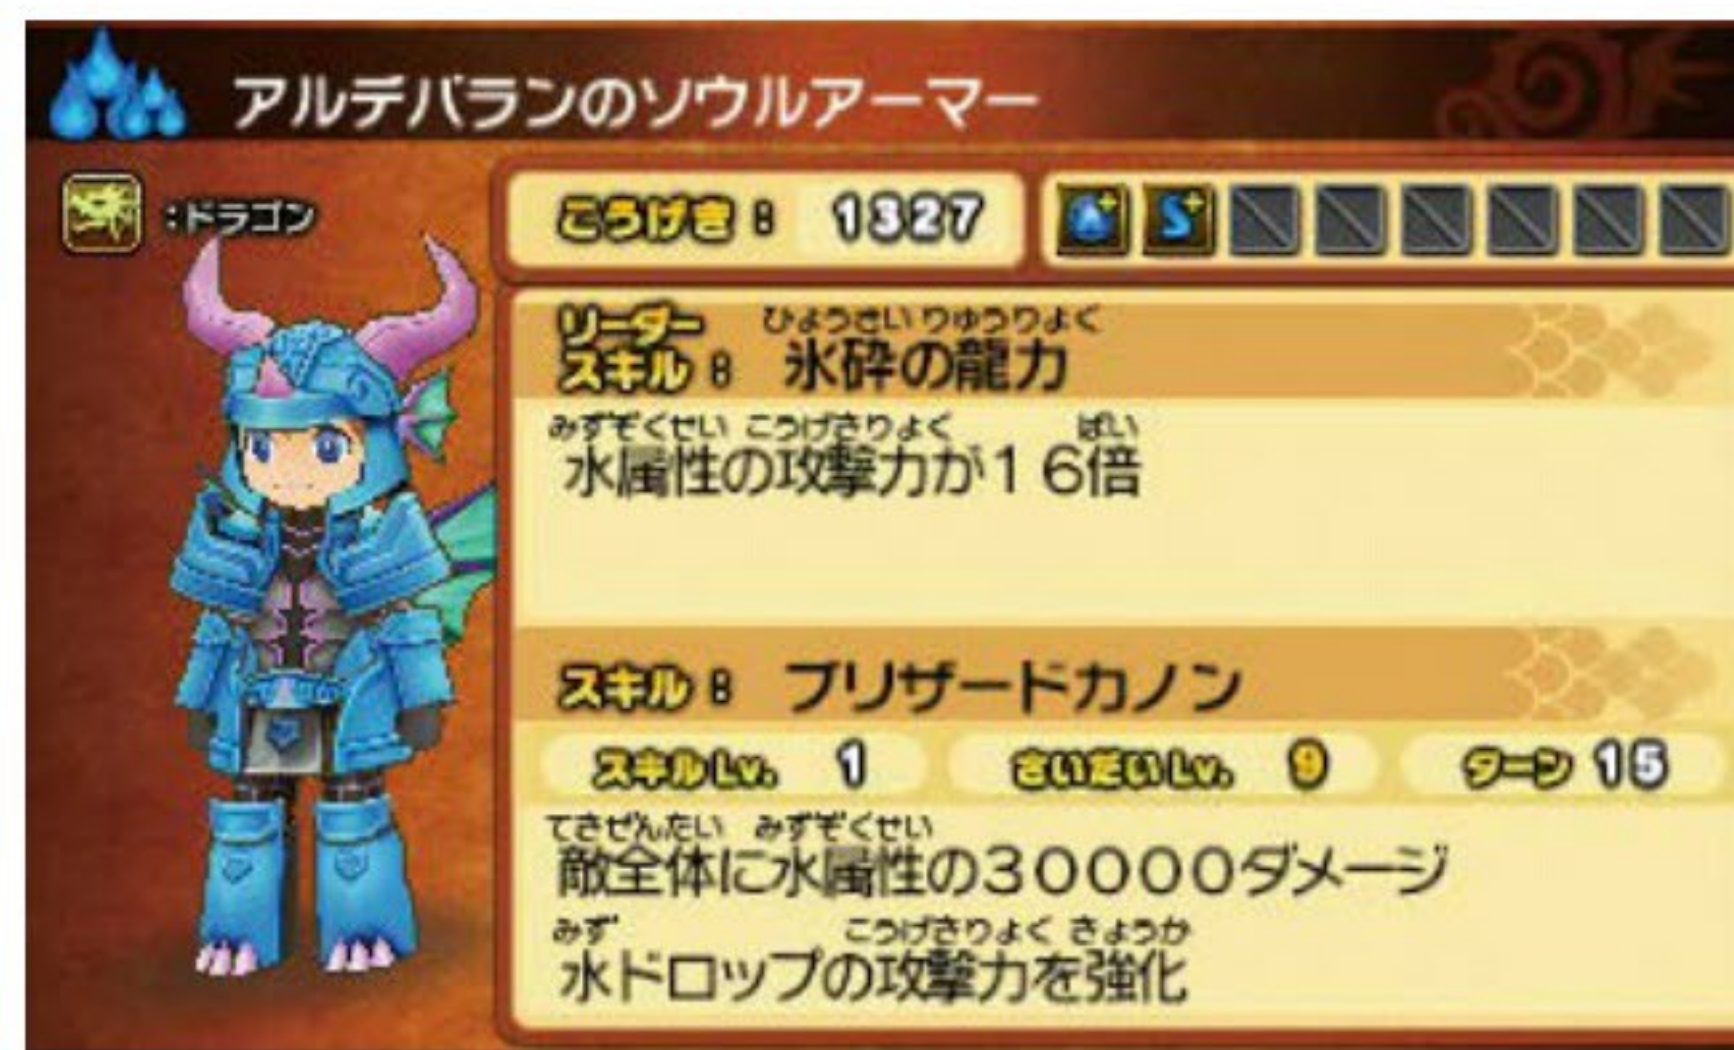 アルデバランのソウルアーマー
:ドラゴン
こうげき: 1327
リーダー
スキル: 氷砕の龍力
ひょうさい りゅうりよく
みずぞくせい こうげきりよく ばい
水属性の攻撃力が16倍
スキル: ブリザードカノン
スキルLv. 1 さいだいLv. 9 ターン 15
てきぜんたい みずぞくせい
敵全体に水属性の30000ダメージ
みず こうげきりよく きょうか
水ドロップの攻撃力を強化